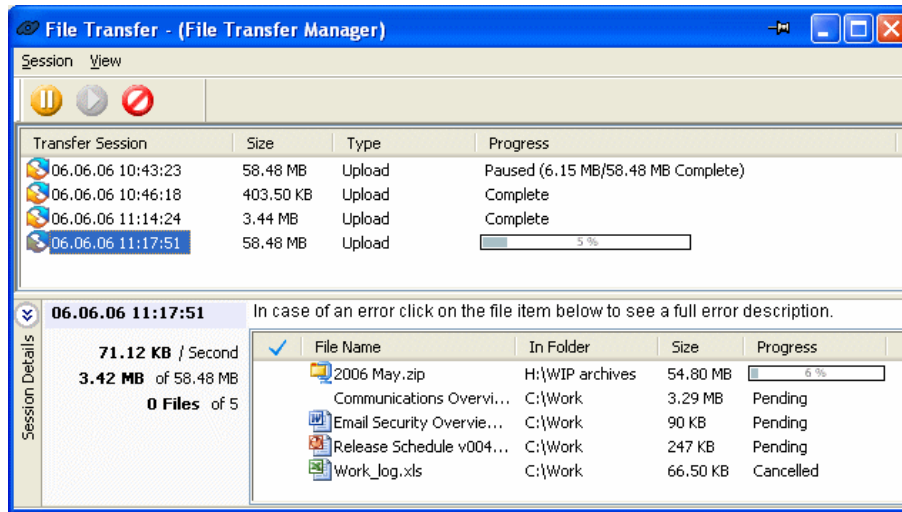 File Transfer - (File Transfer Manager)
Session View
Transfer Session Size Type Progress
06.06.06 10:43:23 58.48 MB Upload Paused (6.15 MB/58.48 MB Complete)
06.06.06 10:46:18 403.50 KB Upload Complete
06.06.06 11:14:24 3.44 MB Upload Complete
06.06.06 11:17:51 58.48 MB Upload 5 %
06.06.06 11:17:51 In case of an error click on the file item below to see a full error description.
Session Details
71.12 KB / Second
3.42 MB of 58.48 MB
0 Files of 5
File Name In Folder Size Progress
2006 May.zip H:\WIP archives 54.80 MB 6 %
Communications Overvi... C:\Work 3.29 MB Pending
Email Security Overvie... C:\Work 90 KB Pending
Release Schedule v004... C:\Work 247 KB Pending
Work_log.xls C:\Work 66.50 KB Cancelled